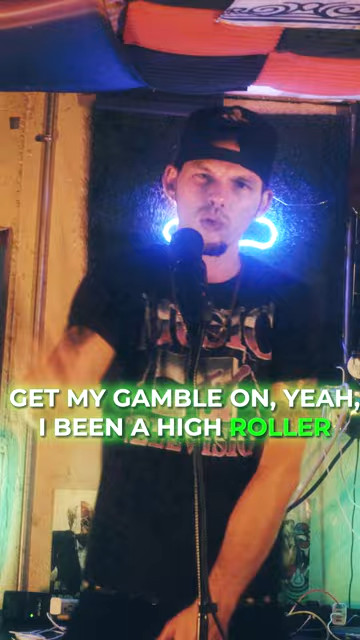 GET MY GAMBLE ON, YEAH,
I BEEN A HIGH ROLLER